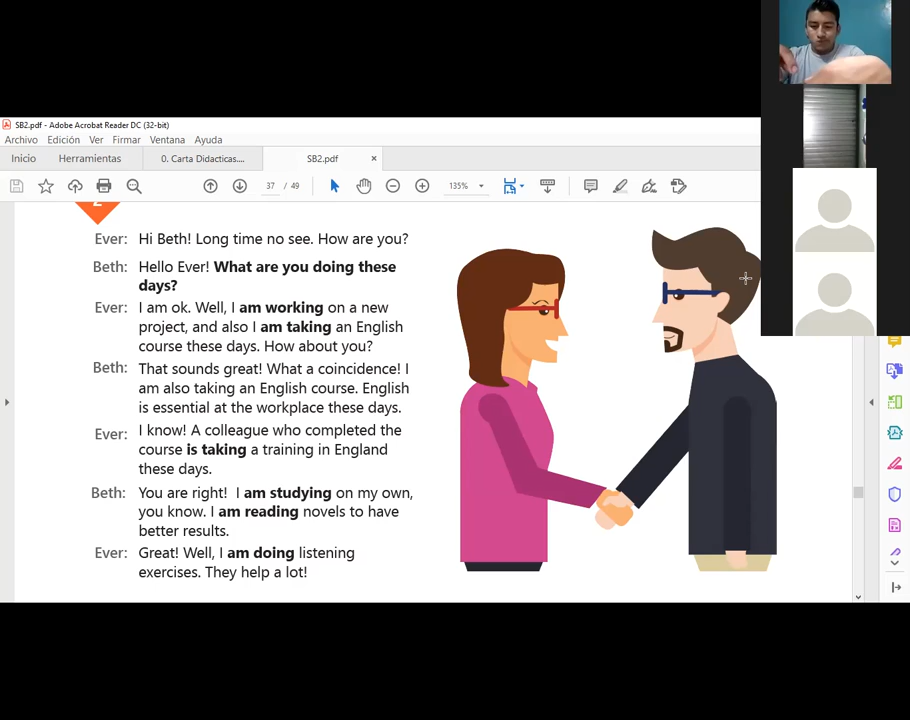 SB2.pdf - Adobe Acrobat Reader DC (32-bit)
Archivo Edición Ver Firmar Ventana Ayuda
Inicio Herramientas 0. Carta Didacticas.... SB2.pdf ×
37 / 49 135%
2
Ever: Hi Beth! Long time no see. How are you?
Beth: Hello Ever! What are you doing these
days?
Ever: I am ok. Well, I am working on a new
project, and also I am taking an English
course these days. How about you?
Beth: That sounds great! What a coincidence! I
am also taking an English course. English
is essential at the workplace these days.
Ever: I know! A colleague who completed the
course is taking a training in England
these days.
Beth: You are right! I am studying on my own,
you know. I am reading novels to have
better results.
Ever: Great! Well, I am doing listening
exercises. They help a lot!